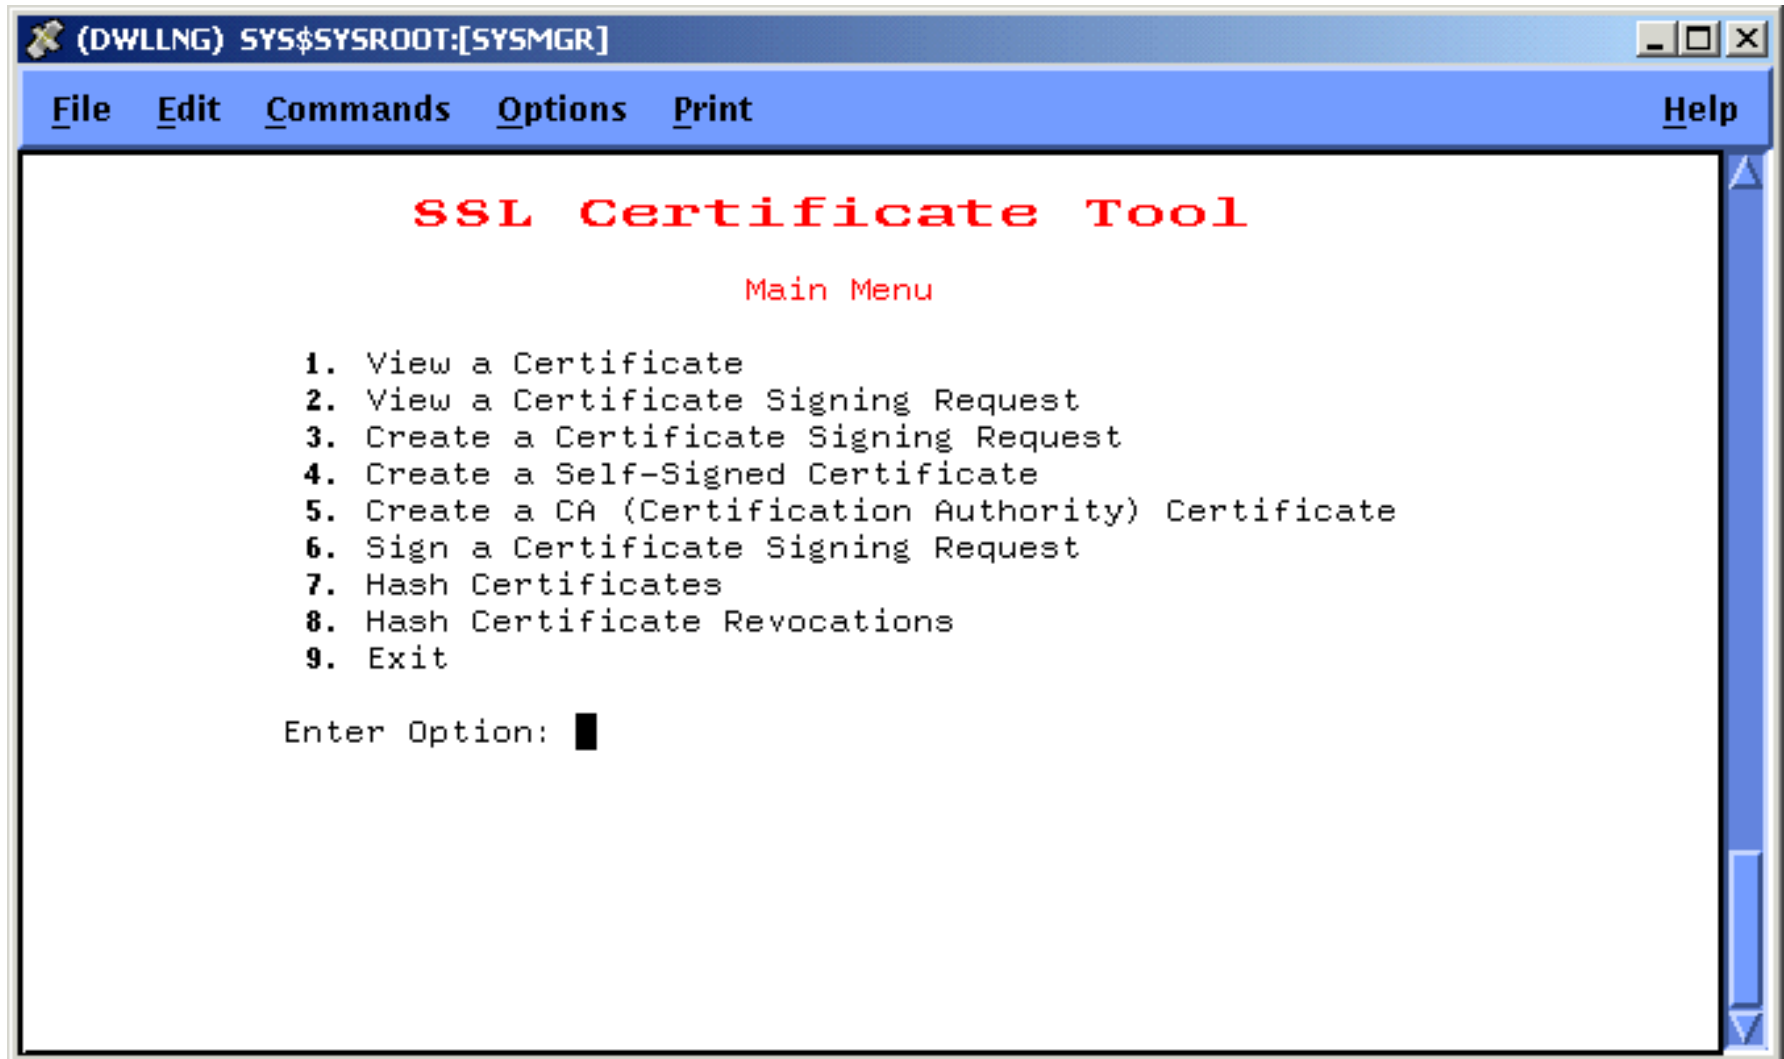 (DWLLNG) SYS$SYSROOT:[SYSMGR]
File Edit Commands Options Print Help
SSL Certificate Tool
Main Menu
1. View a Certificate
2. View a Certificate Signing Request
3. Create a Certificate Signing Request
4. Create a Self-Signed Certificate
5. Create a CA (Certification Authority) Certificate
6. Sign a Certificate Signing Request
7. Hash Certificates
8. Hash Certificate Revocations
9. Exit
Enter Option: